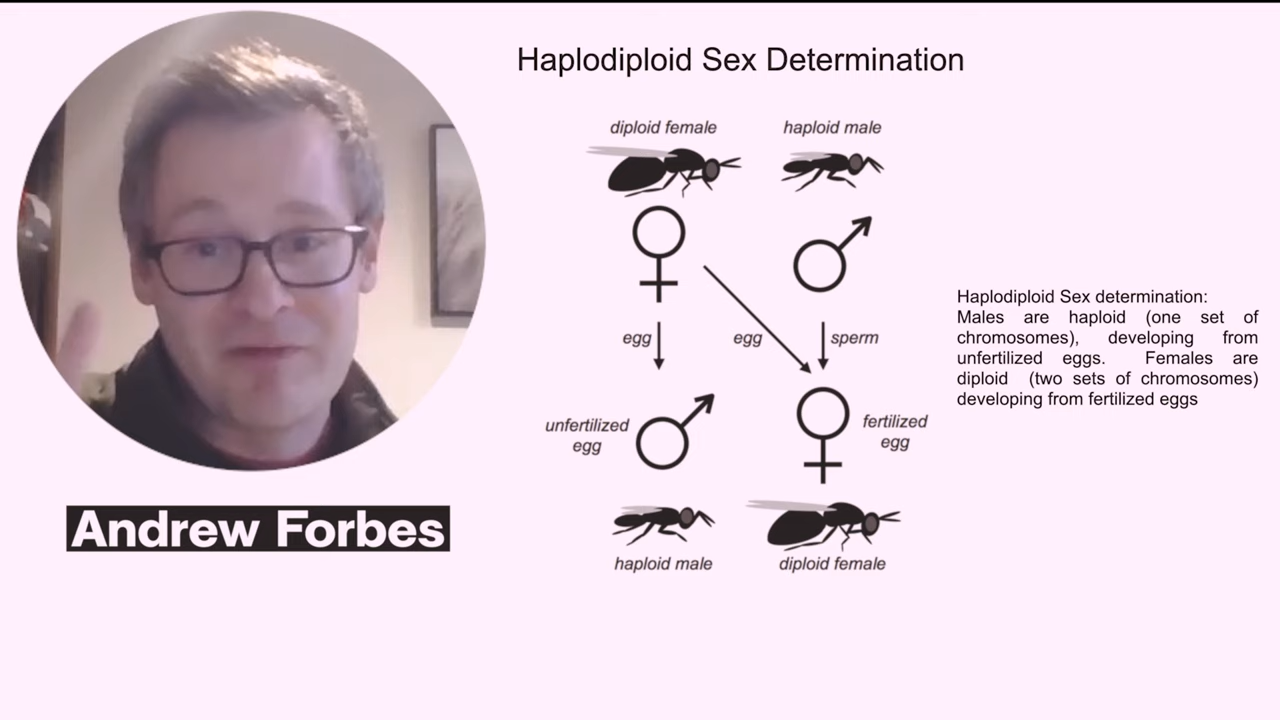 Haplodiploid Sex Determination
diploid female
haploid male
egg
egg
sperm
unfertilized
egg
fertilized
egg
haploid male
diploid female
Haplodiploid Sex determination:
Males are haploid (one set of
chromosomes), developing from
unfertilized eggs. Females are
diploid (two sets of chromosomes)
developing from fertilized eggs
Andrew Forbes